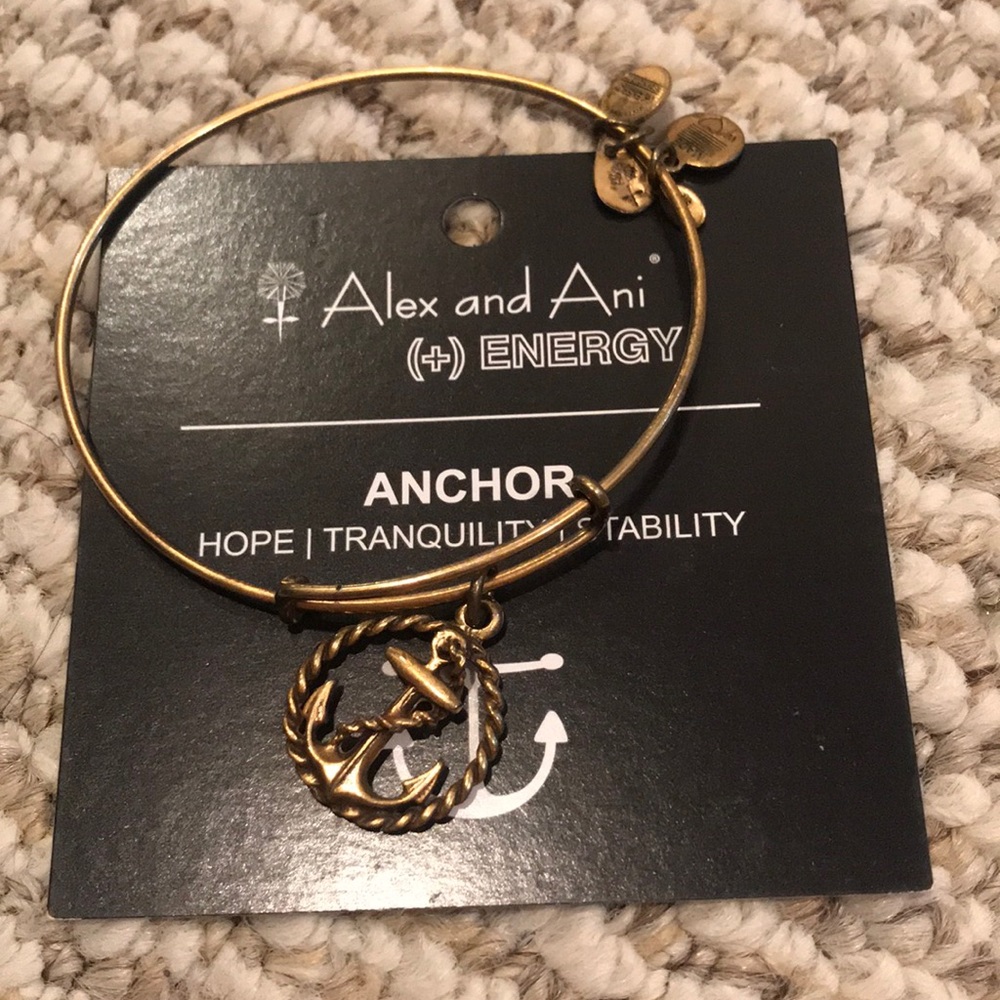 Alex and Ani®
(+) ENERGY
ANCHOR
HOPE | TRANQUILITY | STABILITY